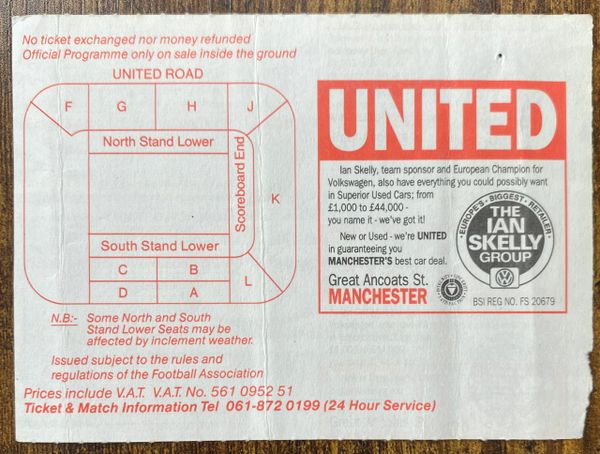 No ticket exchanged nor money refunded
Official Programme only on sale inside the ground
UNITED ROAD
F G H J
North Stand Lower
Scoreboard End
K
South Stand Lower
C B
D A L
N.B:- Some North and South
Stand Lower Seats may be
affected by inclement weather.
Issued subject to the rules and
regulations of the Football Association
Prices include V.A.T. V.A.T. No. 561 0952 51
Ticket & Match Information Tel 061-872 0199 (24 Hour Service)
UNITED
Ian Skelly, team sponsor and European Champion for
Volkswagen, also have everything you could possibly want
in Superior Used Cars; from
£1,000 to £44,000 -
you name it - we've got it!
New or Used - we're UNITED
in guaranteeing you
MANCHESTER'S best car deal.
Great Ancoats St.
MANCHESTER
EUROPE'S BIGGEST RETAILER
THE
IAN
SKELLY
GROUP
BSI REG NO. FS 20679